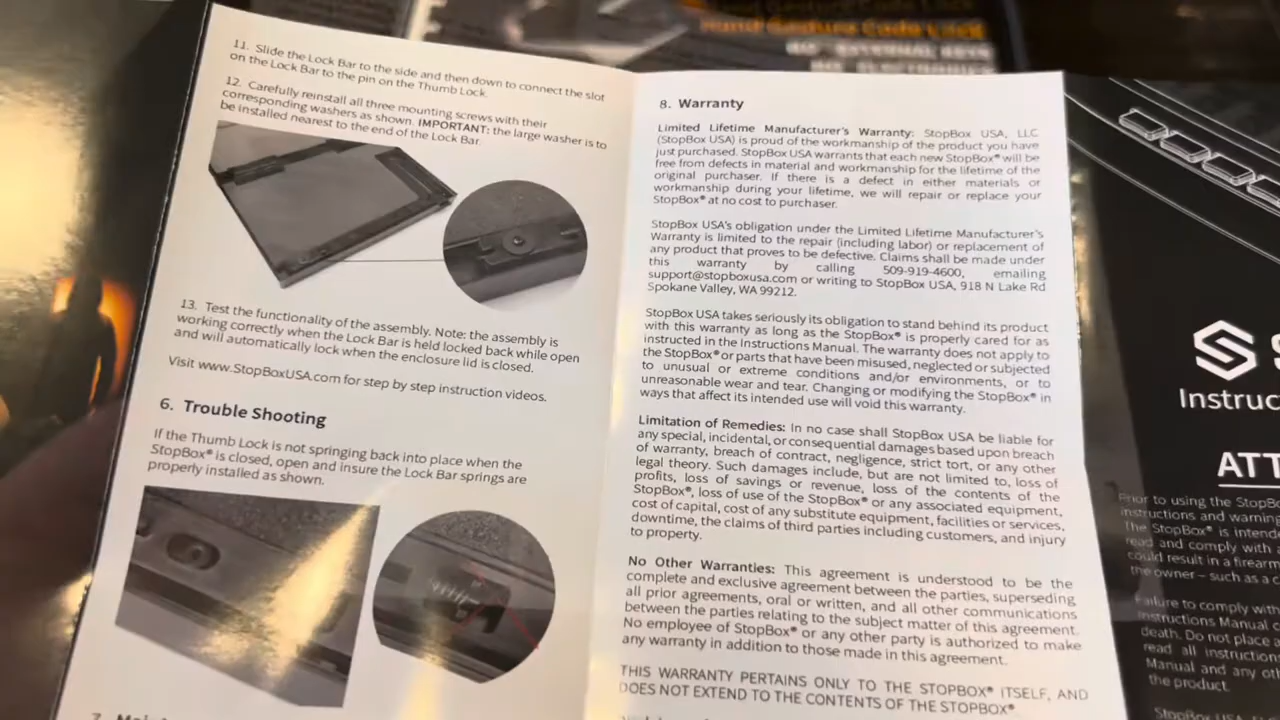 Hand Gesture Code Lock
11. Slide the Lock Bar to the side and then down to connect the slot
on the Lock Bar to the pin on the Thumb Lock.
12. Carefully reinstall all three mounting screws with their
corresponding washers as shown. IMPORTANT: the large washer is to
be installed nearest to the end of the Lock Bar.
13. Test the functionality of the assembly. Note: the assembly is
working correctly when the Lock Bar is held locked back while open
and will automatically lock when the enclosure lid is closed.
Visit www.StopBoxUSA.com for step by step instruction videos.
6. Trouble Shooting
If the Thumb Lock is not springing back into place when the
StopBox® is closed, open and insure the Lock Bar springs are
properly installed as shown.
7.
8. Warranty
Limited Lifetime Manufacturer's Warranty: StopBox USA, LLC
(StopBox USA) is proud of the workmanship of the product you have
just purchased. StopBox USA warrants that each new StopBox® will be
free from defects in material and workmanship for the lifetime of the
original purchaser. If there is a defect in either materials or
workmanship during your lifetime, we will repair or replace your
StopBox® at no cost to purchaser.
StopBox USA's obligation under the Limited Lifetime Manufacturer's
Warranty is limited to the repair (including labor) or replacement of
any product that proves to be defective. Claims shall be made under
this warranty by calling 509-919-4600, emailing
support@stopboxusa.com or writing to StopBox USA, 918 N Lake Rd
Spokane Valley, WA 99212.
StopBox USA takes seriously its obligation to stand behind its product
with this warranty as long as the StopBox® is properly cared for as
instructed in the Instructions Manual. The warranty does not apply to
the StopBox® or parts that have been misused, neglected or subjected
to unusual or extreme conditions and/or environments, or to
unreasonable wear and tear. Changing or modifying the StopBox® in
ways that affect its intended use will void this warranty.
Limitation of Remedies: In no case shall StopBox USA be liable for
any special, incidental, or consequential damages based upon breach
of warranty, breach of contract, negligence, strict tort, or any other
legal theory. Such damages include, but are not limited to, loss of
profits, loss of savings or revenue, loss of the contents of the
StopBox®, loss of use of the StopBox® or any associated equipment,
cost of capital, cost of any substitute equipment, facilities or services,
downtime, the claims of third parties including customers, and injury
to property.
No Other Warranties: This agreement is understood to be the
complete and exclusive agreement between the parties, superseding
all prior agreements, oral or written, and all other communications
between the parties relating to the subject matter of this agreement.
No employee of StopBox® or any other party is authorized to make
any warranty in addition to those made in this agreement.
THIS WARRANTY PERTAINS ONLY TO THE STOPBOX® ITSELF, AND
DOES NOT EXTEND TO THE CONTENTS OF THE STOPBOX®.
Instruc
ATT
Prior to using the StopBo
instructions and warning
The StopBox® is intende
read and comply with
could result in a firearm
the owner – such as a c
Failure to comply with
Instructions Manual c
death. Do not place a
read all instruction
Manual and any oth
the product.